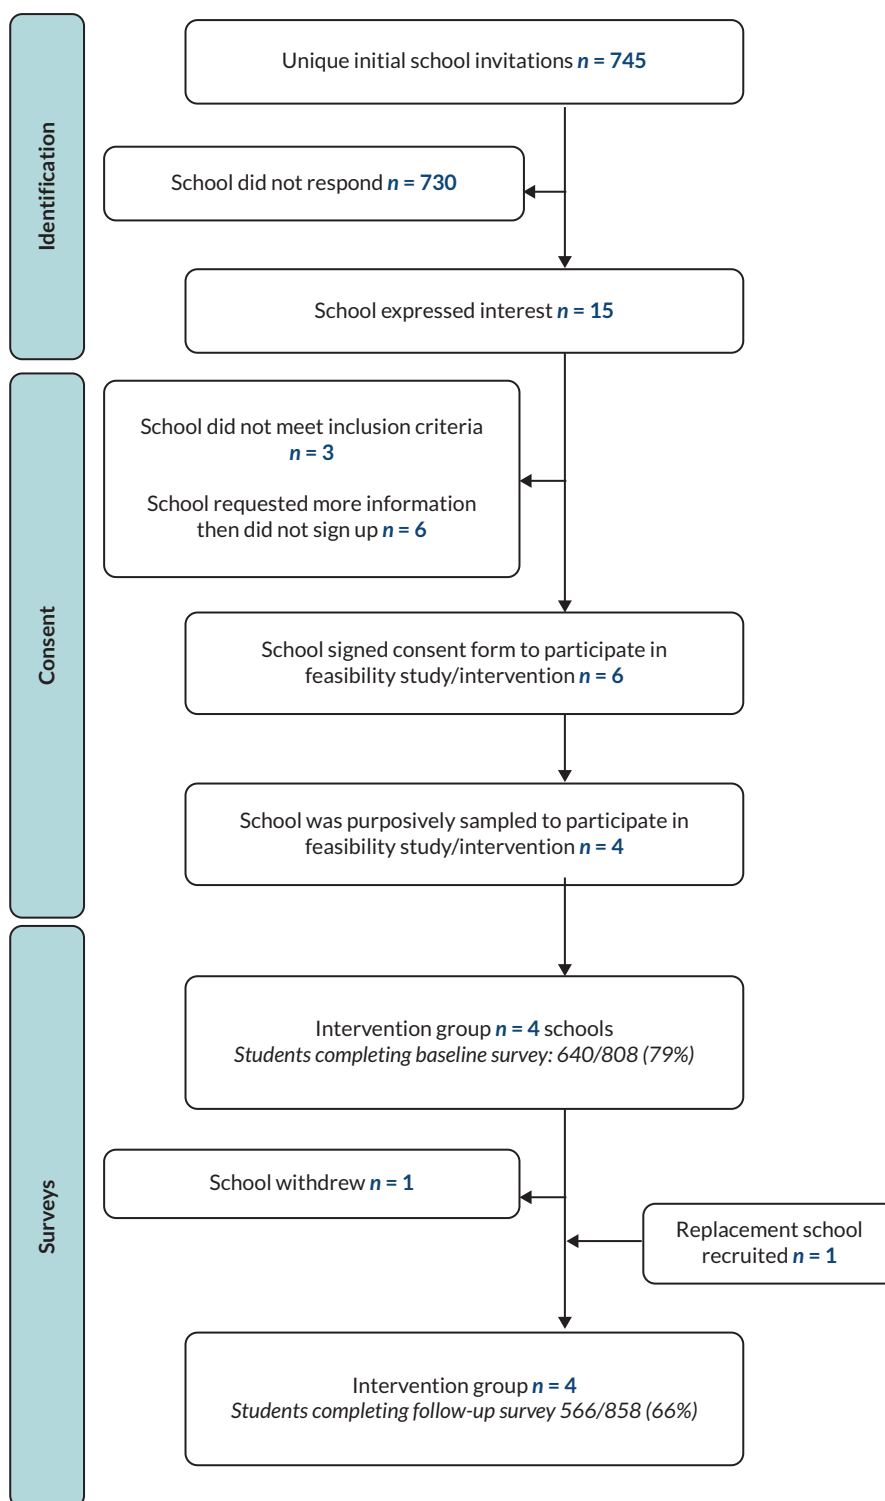 Identification
Unique initial school invitations n = 745
School did not respond n = 730
School expressed interest n = 15
Consent
School did not meet inclusion criteria
n = 3
School requested more information
then did not sign up n = 6
School signed consent form to participate in
feasibility study/intervention n = 6
School was purposively sampled to participate in
feasibility study/intervention n = 4
Surveys
Intervention group n = 4 schools
Students completing baseline survey: 640/808 (79%)
School withdrew n = 1
Replacement school
recruited n = 1
Intervention group n = 4
Students completing follow-up survey 566/858 (66%)